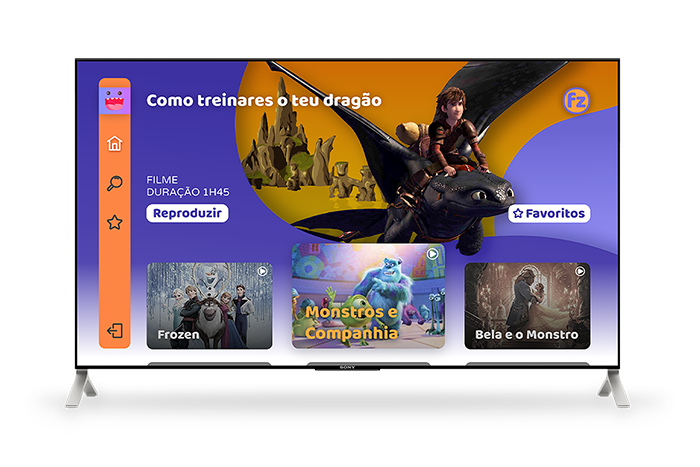 Como treinares o teu dragão
fz
FILME
DURAÇÃO 1H45
Reproduzir
Favoritos
Frozen
Monstros e
Companhia
Bela e o Monstro
SONY